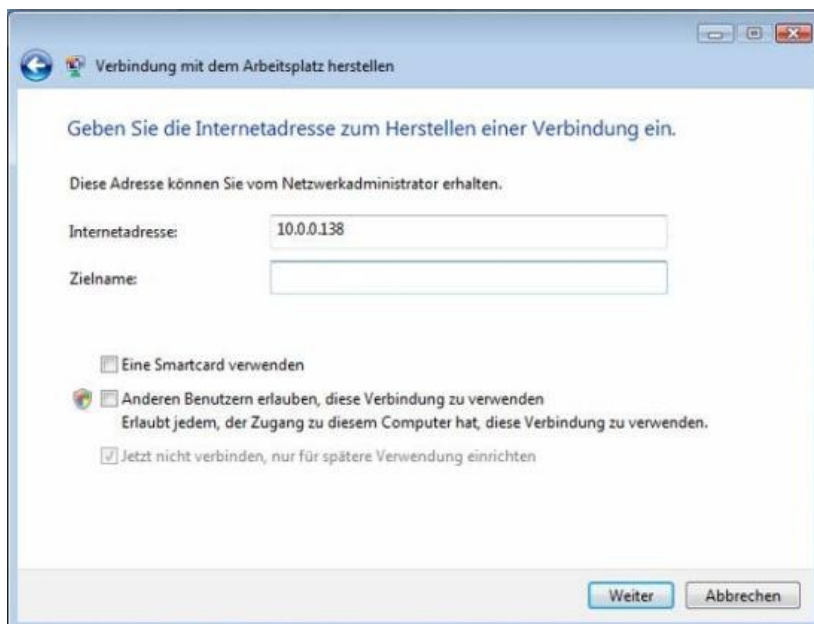 Verbindung mit dem Arbeitsplatz herstellen
Geben Sie die Internetadresse zum Herstellen einer Verbindung ein.
Diese Adresse können Sie vom Netzwerkadministrator erhalten.
Internetadresse: 10.0.0.138
Zielname:
Eine Smartcard verwenden
Anderen Benutzern erlauben, diese Verbindung zu verwenden
Erlaubt jedem, der Zugang zu diesem Computer hat, diese Verbindung zu verwenden.
Jetzt nicht verbinden, nur für spätere Verwendung einrichten
Weiter Abbrechen